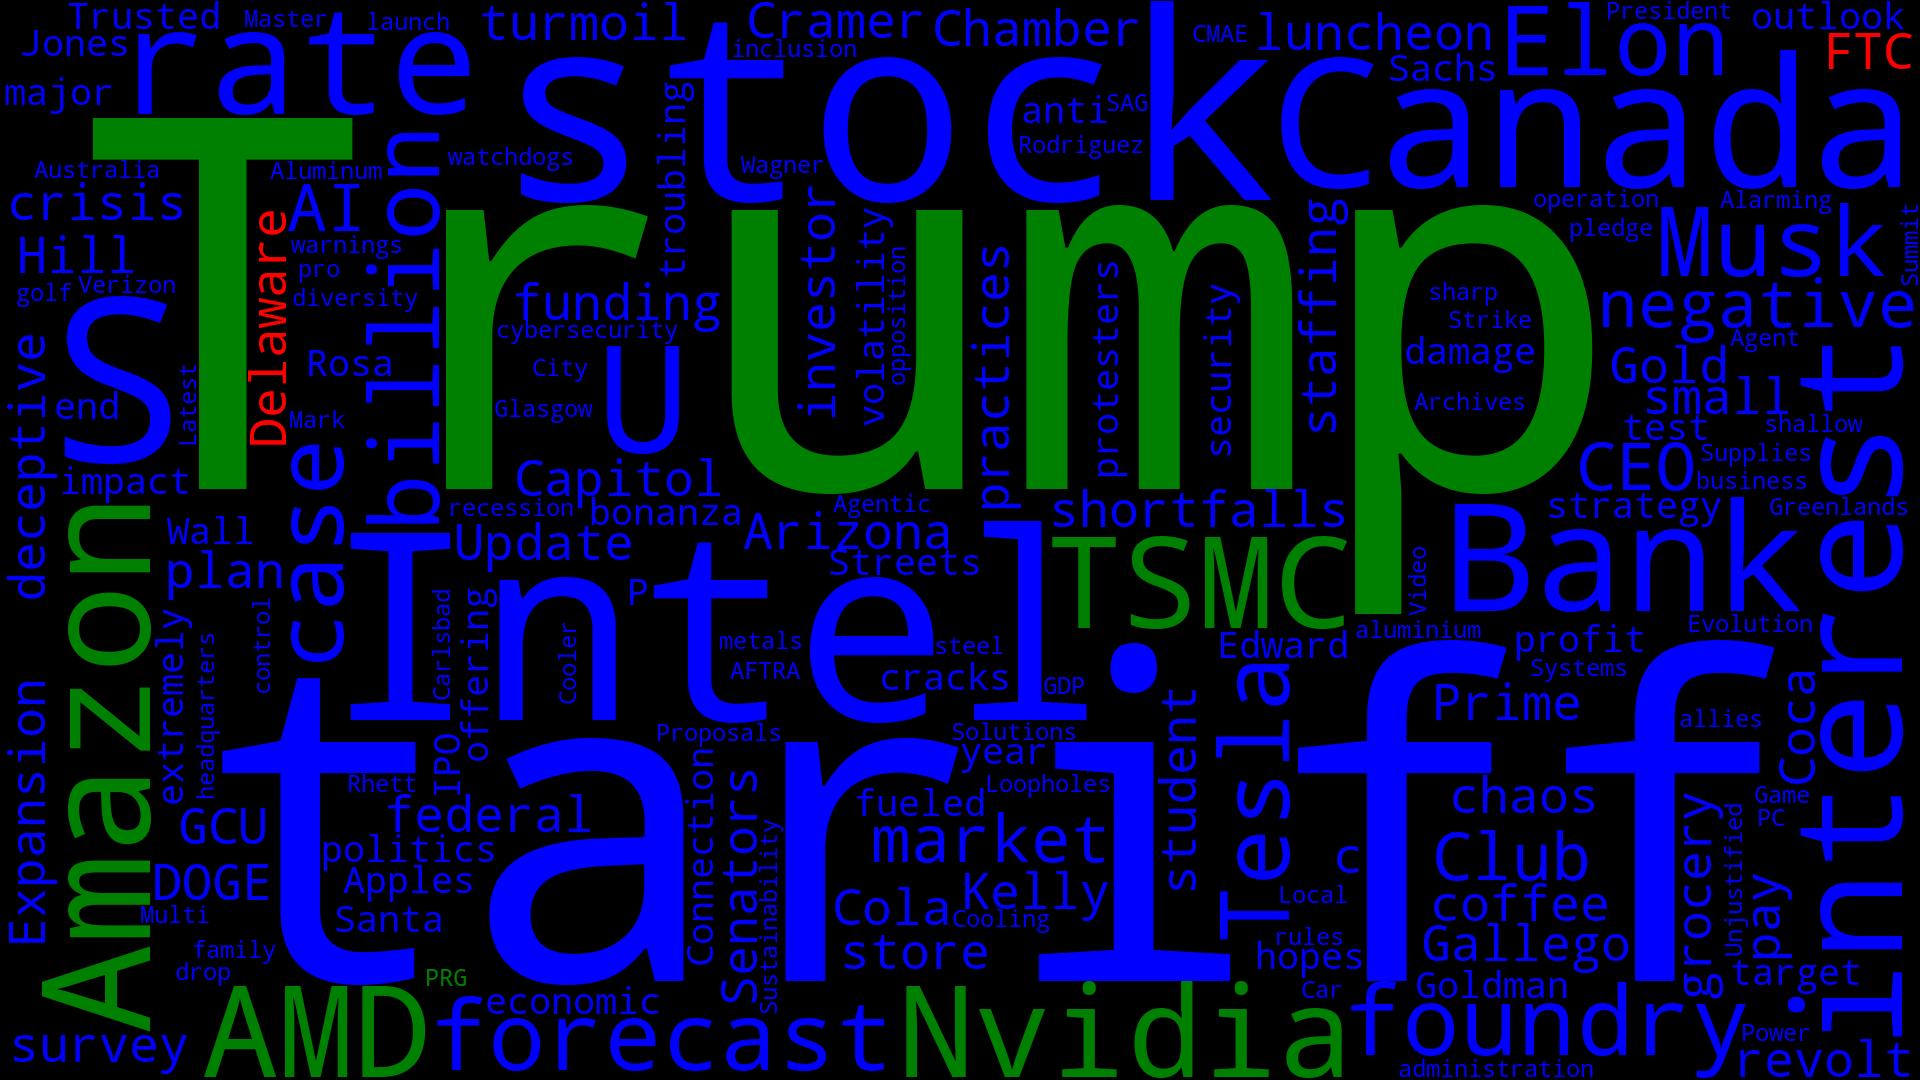 Trusted
Master
launch
turmoil
Cramer
Chamber
CMAE
luncheon
Elon
President
outlook
Jones
rate
inclusion
stock
Canada
Sachs
FTC
major
troubling
anti
SAG
Rodriguez
watchdogs
Wagner
Australia
Aluminum
billion
crisis
AI
Trump
investor
volatility
opposition
practices
protesters
security
staffing
operation
pledge
Alarming
Musk
Summit
Hill
Delaware
warnings
pro
diversity
golf
Verizon
funding
cybersecurity
sharp
Strike
damage
negative
Agent
S
Rosa
City
U
Gold
small
interest
deceptive
end
Latest
Mark
Glasgow
Archives
test
shallow
impact
case
Capitol
CEO
Supplies
business
recession
bonanza
Agentic
shortfalls
strategy
Greenlands
Amazon
Wall
Update
Arizona
Streets
Intel
TSMC
Bank
plan
P
Video
extremely
headquarters
control
Carlsbad
offering
Cooler
metals
AFTRA
steel
cracks
GDP
Edward
aluminium
profit
Evolution
Systems
Expansion
tariff
Tesla
Prime
allies
Coca
Proposals
Solutions
year
Loopholes
student
IPO
Rhett
Connection
Senators
Sustainability
GCU
federal
fueled
market
chaos
grocery
Unjustified
Game
PC
politics
DOGE
Apples
Kelly
c
Club
pay
Multi
Santa
Cola
Cooling
Local
coffee
family
drop
store
rules
hopes
Gallego
target
PRG
Car
Goldman
survey
AMD
economic
forecast
Nvidia
foundry
Power
revolt
administration